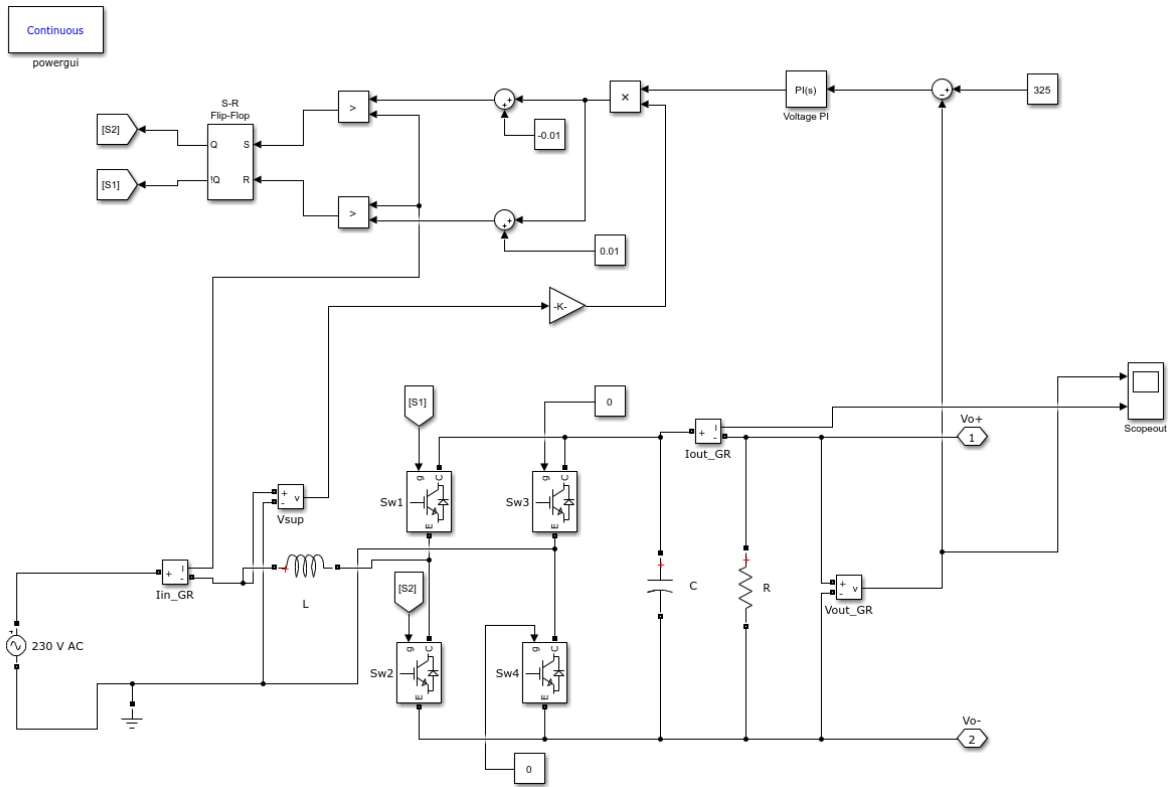 Continuous
powergui
S-R
Flip-Flop
[S2]
Q
S
[S1]
!Q
R
>
>
+
+
-0.01
+
+
0.01
×
PI(s)
Voltage PI
-
+
325
-K-
[S1]
0
g
C
E
Sw1
g
C
E
Sw3
+
i
-
Iout_GR
Vo+
1
Scopeout
+
-
v
Vsup
+
i
-
Iin_GR
+
L
[S2]
+
230 V AC
g
C
E
Sw2
g
C
E
Sw4
+
C
+
R
+
-
v
Vout_GR
Vo-
2
0